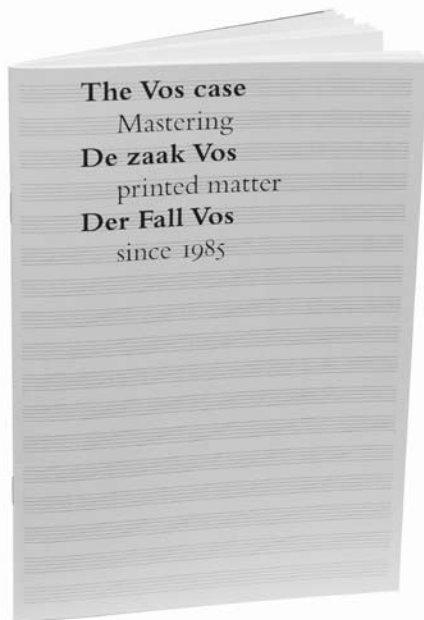 The Vos case
Mastering
De zaak Vos
printed matter
Der Fall Vos
since 1985